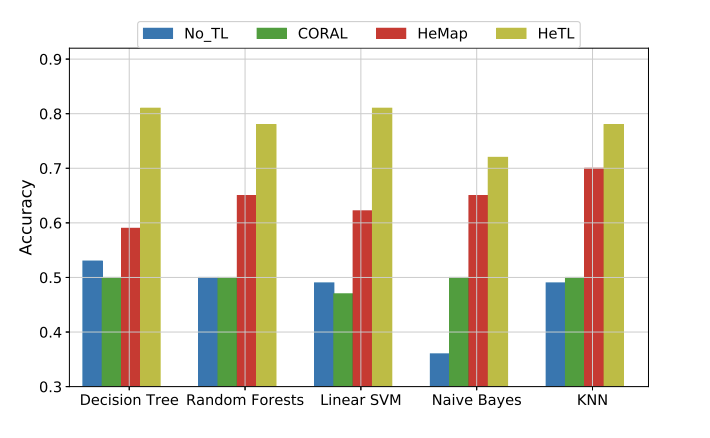 No_TL CORAL HeMap HeTL
Accuracy
0.9
0.8
0.7
0.6
0.5
0.4
0.3
Decision Tree Random Forests Linear SVM Naive Bayes KNN